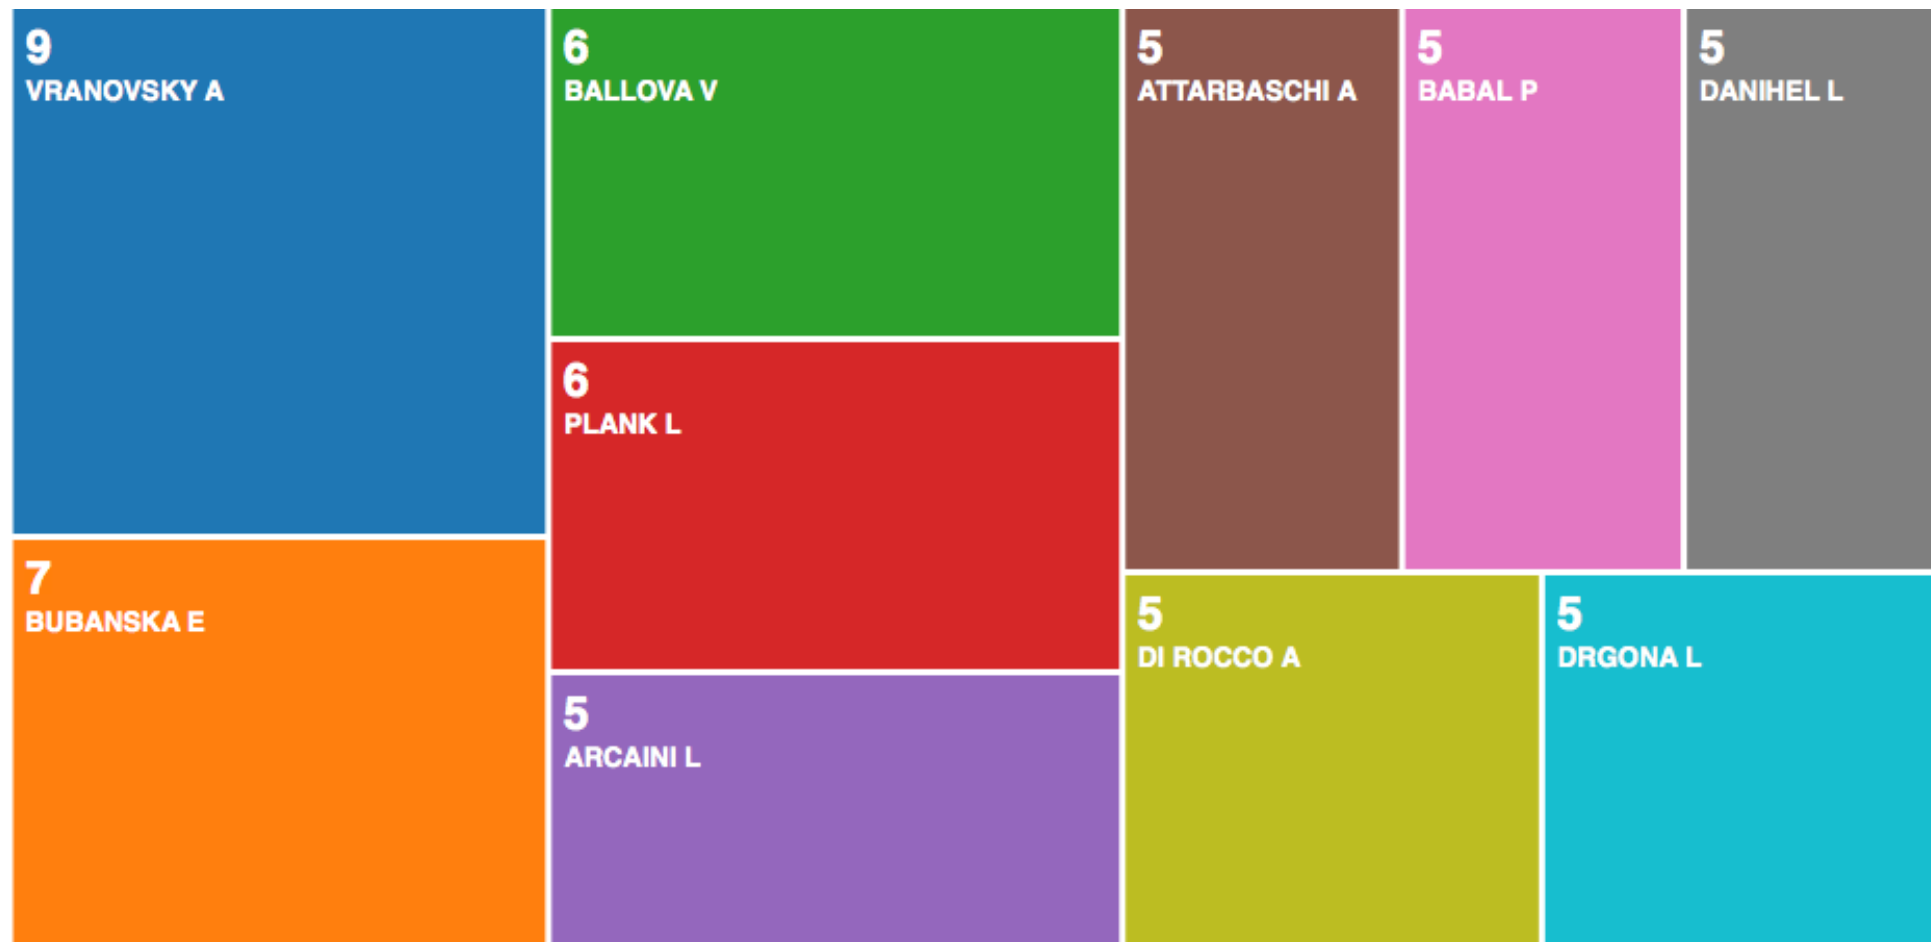 9
VRANOVSKY A
7
BUBANSKA E
6
BALLOVA V
6
PLANK L
5
ARCAINI L
5
ATTARBASCHI A
5
BABAL P
5
DANIHEL L
5
DI ROCCO A
5
DRGONA L